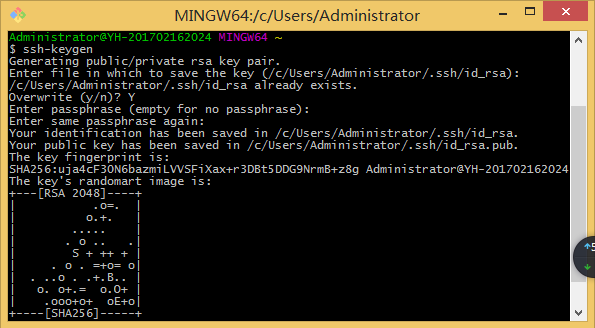 MINGW64:/c/Users/Administrator
Administrator@YH-201702162024 MINGW64 ~
$ ssh-keygen
Generating public/private rsa key pair.
Enter file in which to save the key (/c/Users/Administrator/.ssh/id_rsa):
/c/Users/Administrator/.ssh/id_rsa already exists.
Overwrite (y/n)? Y
Enter passphrase (empty for no passphrase):
Enter same passphrase again:
Your identification has been saved in /c/Users/Administrator/.ssh/id_rsa.
Your public key has been saved in /c/Users/Administrator/.ssh/id_rsa.pub.
The key fingerprint is:
SHA256:uja4cF3ON6bazmiLVVSFiXax+r3DBt5DDG9NrmB+z8g Administrator@YH-201702162024
The key's randomart image is:
+---[RSA 2048]----+
|           .o=.  |
|          o.+.   |
|        .....    |
|       . o ..   .|
|        S + ++ + |
|     . o . =+o= o|
|  . ..o . .+.B.. |
|   o. o+.=  o.O+ |
|    .ooo+o+  oE+o|
+----[SHA256]-----+
5